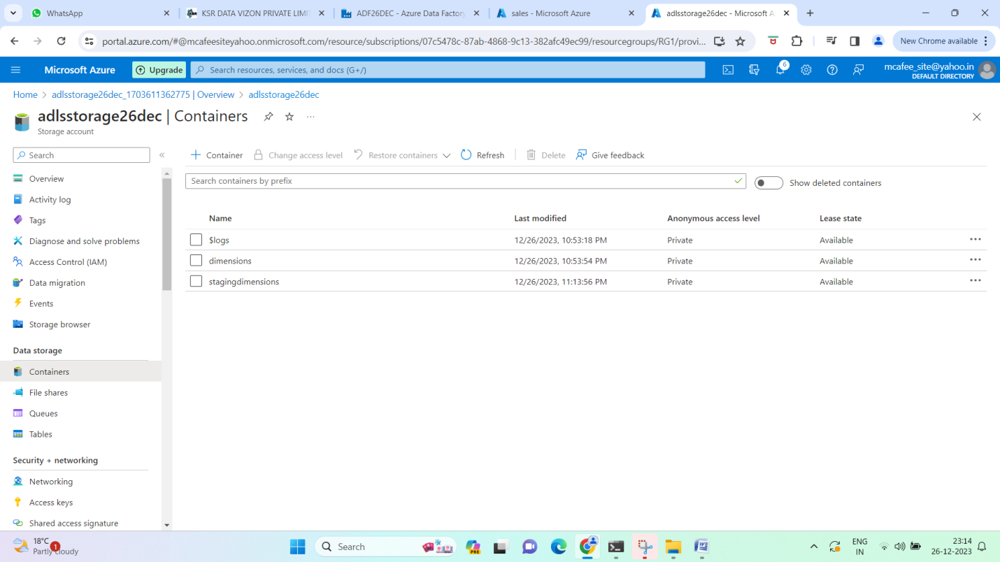 WhatsApp
KSR DATA VIZON PRIVATE LIMI
ADF26DEC - Azure Data Factory
sales - Microsoft Azure
adlsstorage26dec - Microsoft A
portal.azure.com/#@mcafeesiteyahoo.onmicrosoft.com/resource/subscriptions/07c5478c-87ab-4868-9c13-382afc49ec99/resourcegroups/RG1/provi...
New Chrome available
Microsoft Azure
Upgrade
Search resources, services, and docs (G+/)
6
mcafee_site@yahoo.in
DEFAULT DIRECTORY
Home > adlsstorage26dec_1703611362775 | Overview > adlsstorage26dec
adlsstorage26dec | Containers
Storage account
Search
Container
Change access level
Restore containers
Refresh
Delete
Give feedback
Search containers by prefix
Show deleted containers
Overview
Activity log
Tags
Diagnose and solve problems
Access Control (IAM)
Data migration
Events
Storage browser
Data storage
Containers
File shares
Queues
Tables
Security + networking
Networking
Access keys
Shared access signature
Name Last modified Anonymous access level Lease state
$logs 12/26/2023, 10:53:18 PM Private Available
dimensions 12/26/2023, 10:53:54 PM Private Available
stagingdimensions 12/26/2023, 11:13:56 PM Private Available
18°C
Partly cloudy
1
Search
PRE
ENG
IN
23:14
26-12-2023